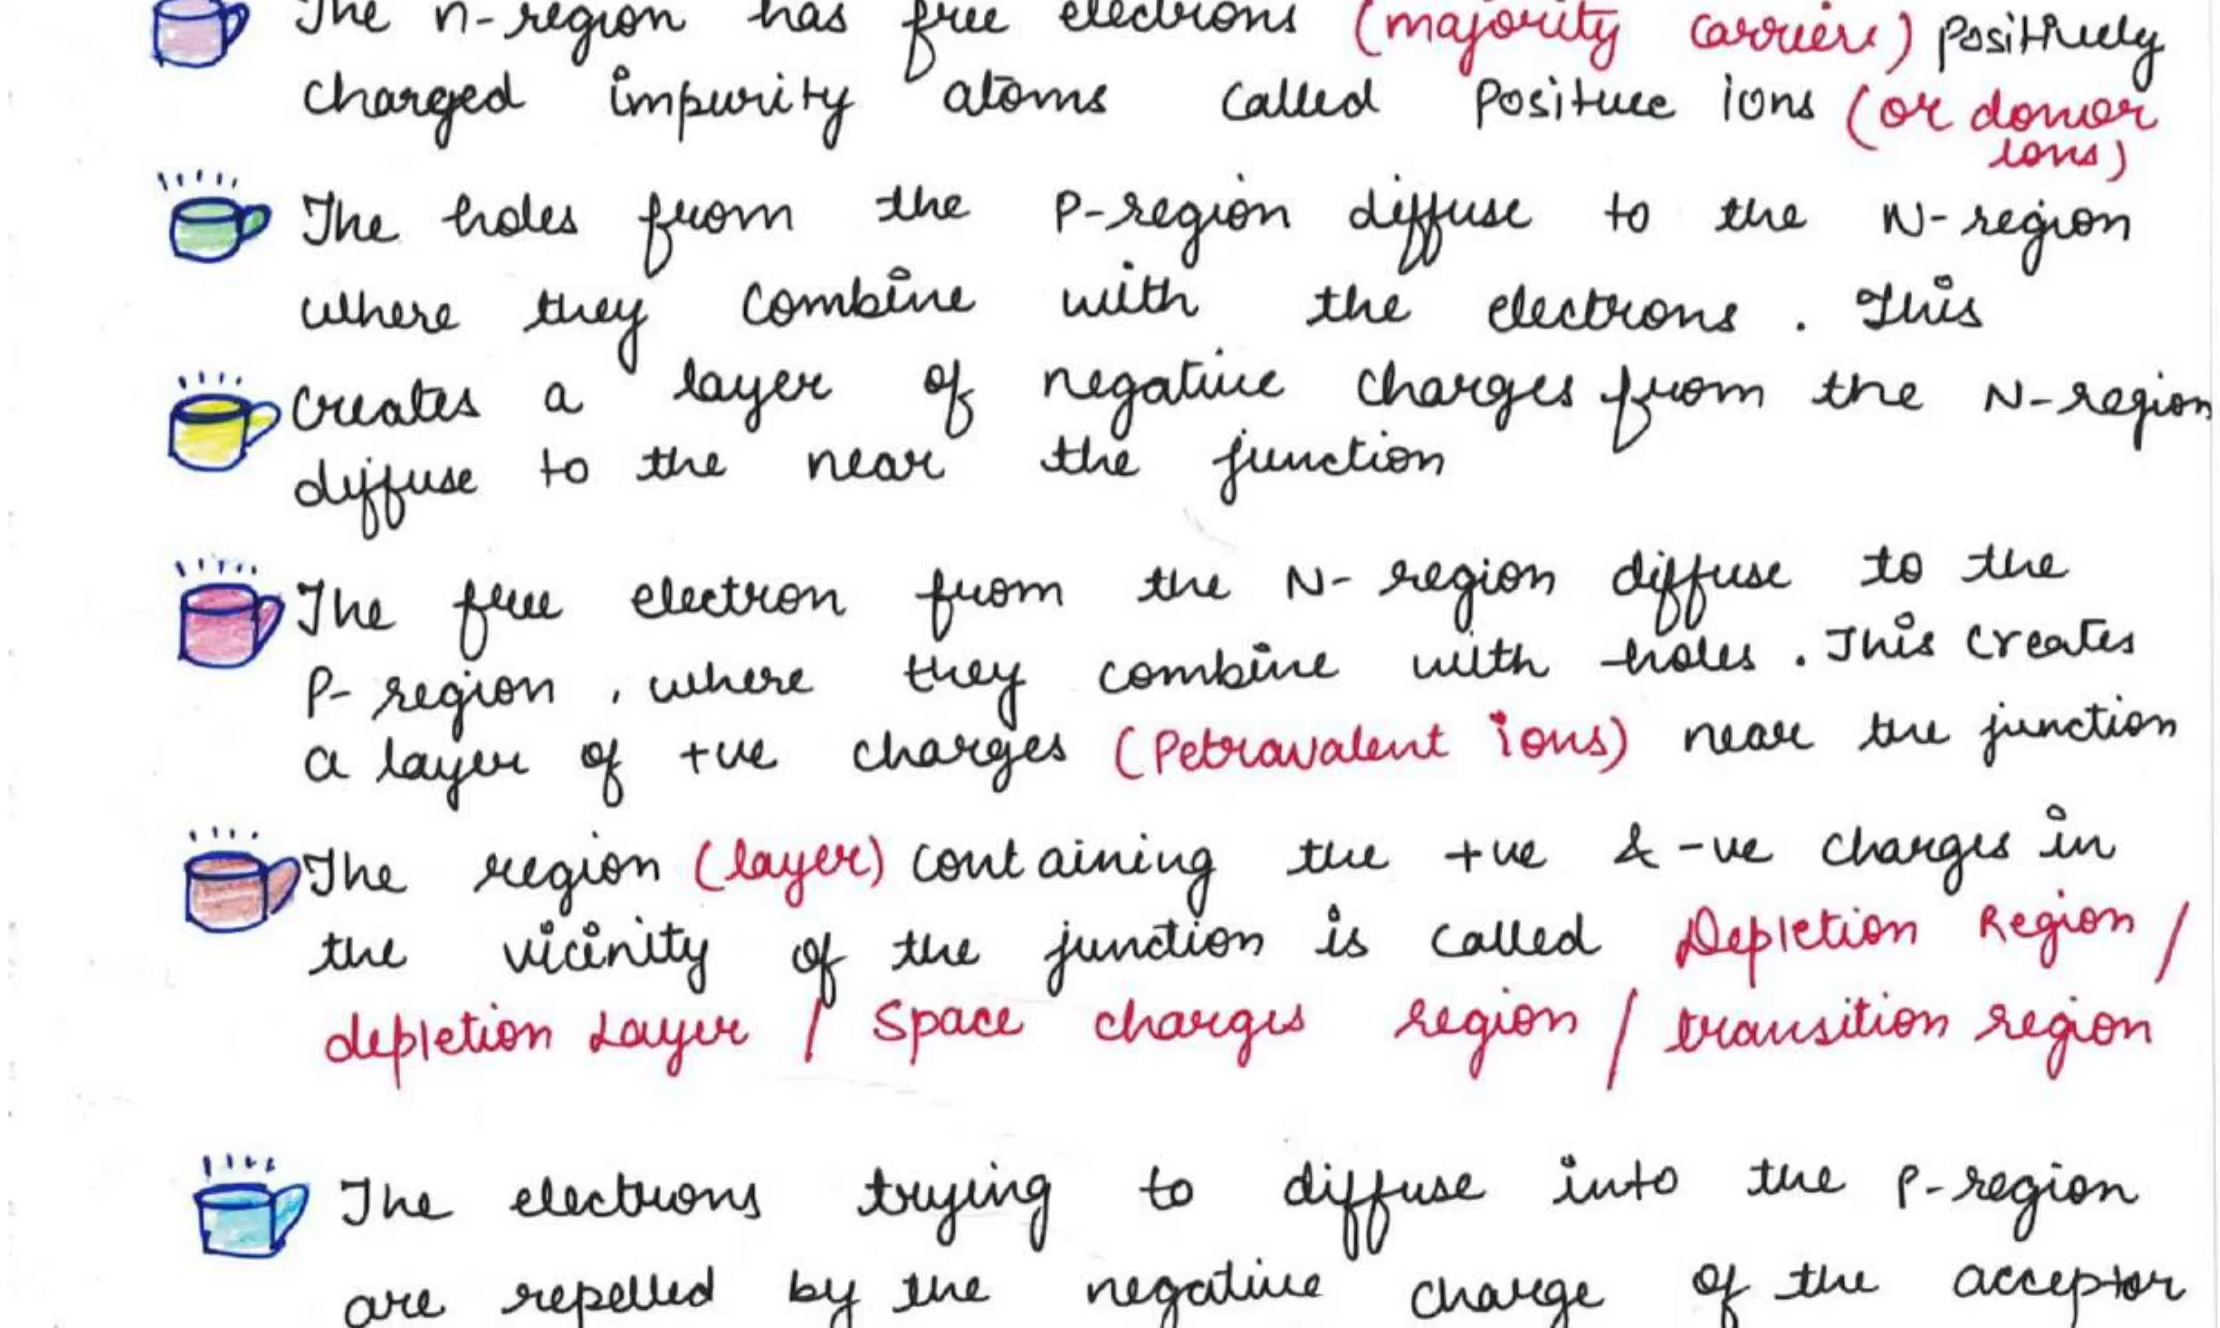 The n-region has free electrons (majority carriers) positively
charged impurity atoms called Positive ions (or donor
ions)
The holes from the P-region diffuse to the N-region
where they combine with the electrons . This
creates a layer of negative charges from the N-region
diffuse to the near the junction
The free electron from the N- region diffuse to the
P- region , where they combine with holes . This creates
a layer of +ve charges (Petravalent ions) near the junction
The region (layer) containing the +ve & -ve charges in
the vicinity of the junction is called Depletion Region /
depletion Layer / Space charges region / transition region
The electrons trying to diffuse into the P-region
are repelled by the negative charge of the acceptor